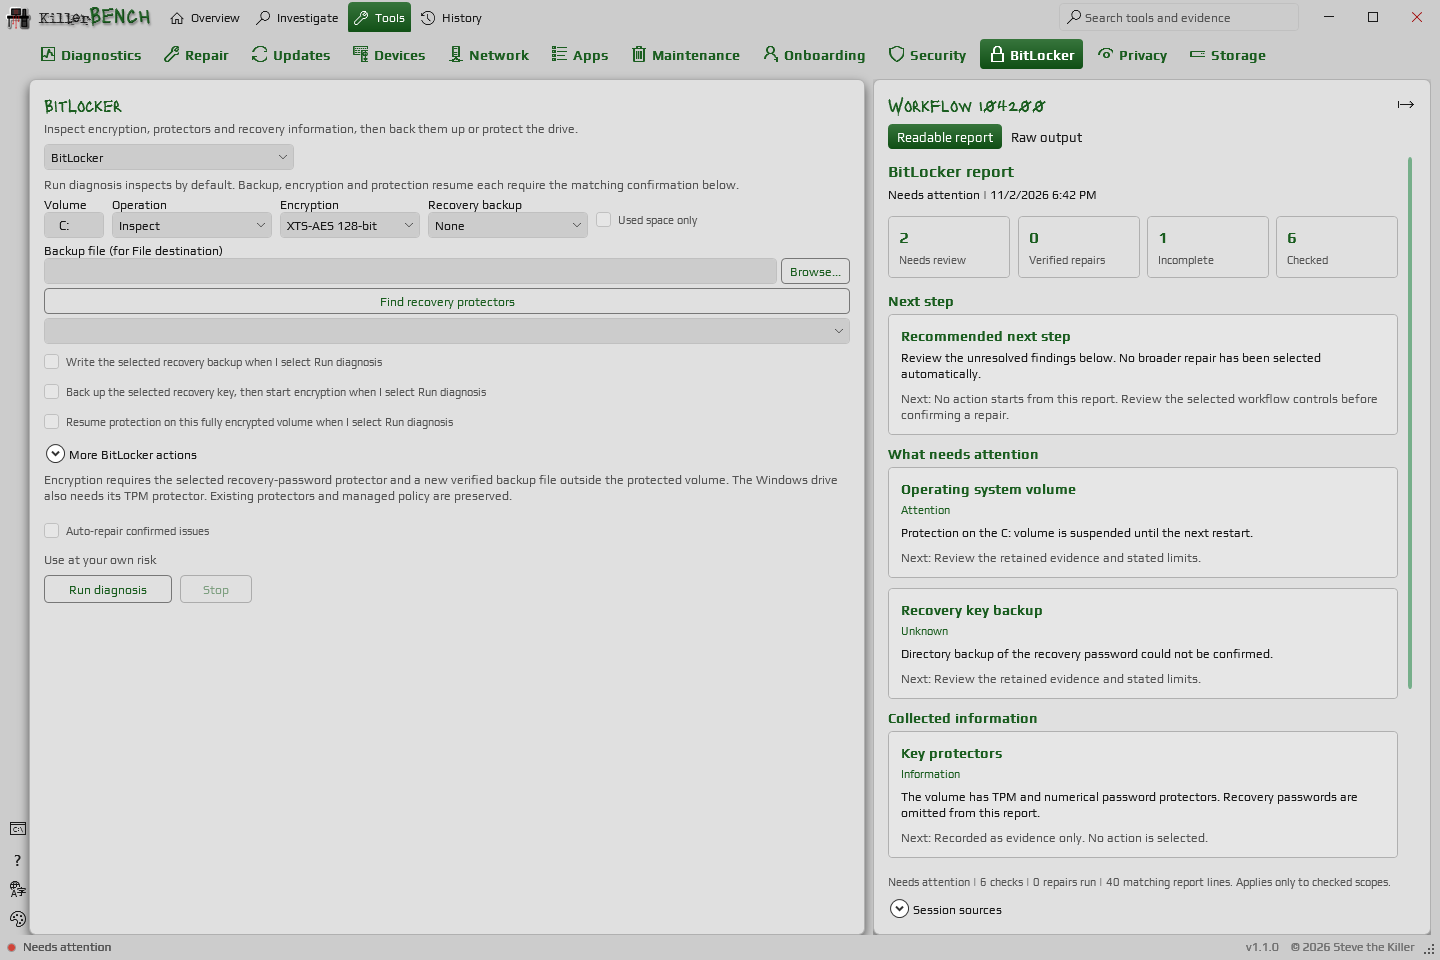 KillerBENCH
Overview
Investigate
Tools
History
Search tools and evidence
Diagnostics
Repair
Updates
Devices
Network
Apps
Maintenance
Onboarding
Security
BitLocker
Privacy
Storage
BITLOCKER
Inspect encryption, protectors and recovery information, then back them up or protect the drive.
BitLocker
Run diagnosis inspects by default. Backup, encryption and protection resume each require the matching confirmation below.
Volume Operation Encryption Recovery backup
C: Inspect XTS-AES 128-bit None Used space only
Backup file (for File destination)
Browse...
Find recovery protectors
Write the selected recovery backup when I select Run diagnosis
Back up the selected recovery key, then start encryption when I select Run diagnosis
Resume protection on this fully encrypted volume when I select Run diagnosis
More BitLocker actions
Encryption requires the selected recovery-password protector and a new verified backup file outside the protected volume. The Windows drive
also needs its TPM protector. Existing protectors and managed policy are preserved.
Auto-repair confirmed issues
Use at your own risk
Run diagnosis Stop
WORKFLOW 104200
Readable report Raw output
BitLocker report
Needs attention | 11/2/2026 6:42 PM
2
Needs review
0
Verified repairs
1
Incomplete
6
Checked
Next step
Recommended next step
Review the unresolved findings below. No broader repair has been selected
automatically.
Next: No action starts from this report. Review the selected workflow controls before
confirming a repair.
What needs attention
Operating system volume
Attention
Protection on the C: volume is suspended until the next restart.
Next: Review the retained evidence and stated limits.
Recovery key backup
Unknown
Directory backup of the recovery password could not be confirmed.
Next: Review the retained evidence and stated limits.
Collected information
Key protectors
Information
The volume has TPM and numerical password protectors. Recovery passwords are
omitted from this report.
Next: Recorded as evidence only. No action is selected.
Needs attention | 6 checks | 0 repairs run | 40 matching report lines. Applies only to checked scopes.
Session sources
Needs attention
v1.1.0 © 2026 Steve the Killer